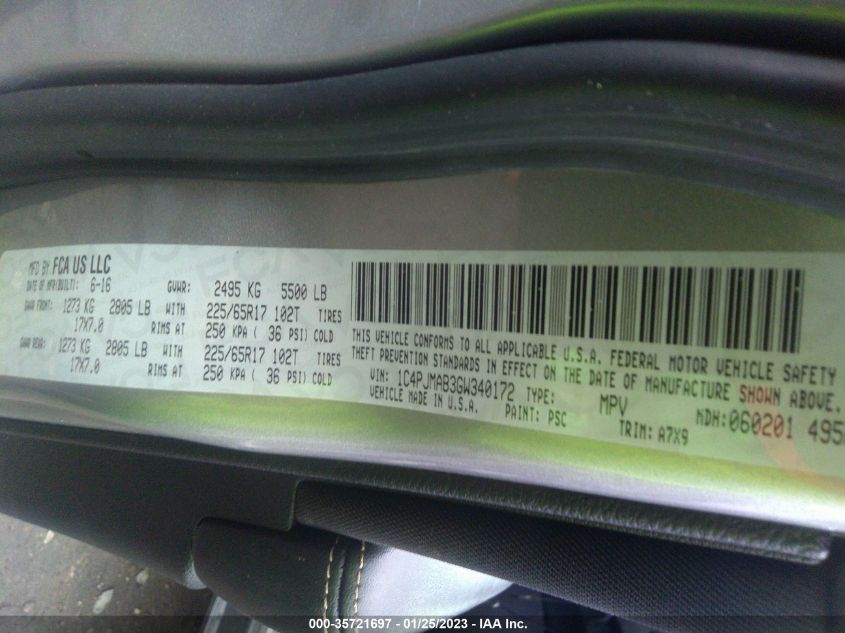 MFD BY FCA US LLC
DATE OF MFR(BUILT): 6-16 GVWR: 2495 KG 5500 LB
GAWR FRONT: 1273 KG 2805 LB WITH 225/65R17 102T TIRES
17X7.0 RIMS AT 250 KPA ( 36 PSI) COLD
GAWR REAR: 1273 KG 2805 LB WITH 225/65R17 102T TIRES
17X7.0 RIMS AT 250 KPA ( 36 PSI) COLD
THIS VEHICLE CONFORMS TO ALL APPLICABLE U.S.A. FEDERAL MOTOR VEHICLE SAFETY
THEFT PREVENTION STANDARDS IN EFFECT ON THE DATE OF MANUFACTURE SHOWN ABOVE.
VIN: 1C4PJMAB3GW340172 TYPE: MPV MDH: 060201 495
VEHICLE MADE IN U.S.A. PAINT: PSC TRIM: A7X9
000-35721697 - 01/25/2023 - IAA Inc.